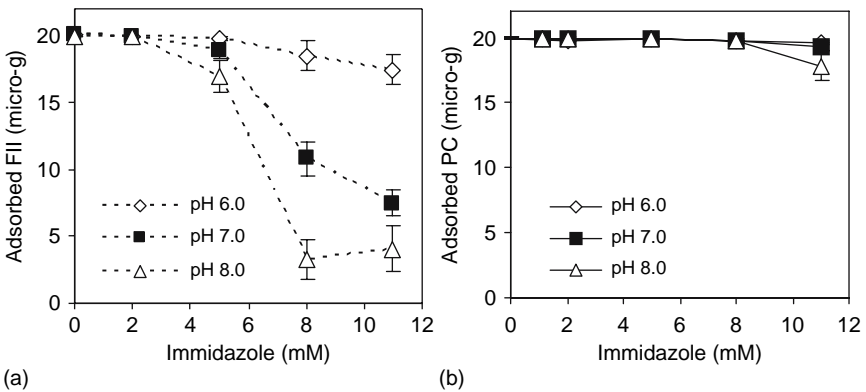 Adsorbed FII (micro-g)
20
15
10
5
0
pH 6.0
pH 7.0
pH 8.0
0 2 4 6 8 10 12
Immidazole (mM)
(a)
Adsorbed PC (micro-g)
20
15
10
5
0
pH 6.0
pH 7.0
pH 8.0
0 2 4 6 8 10 12
Immidazole (mM)
(b)